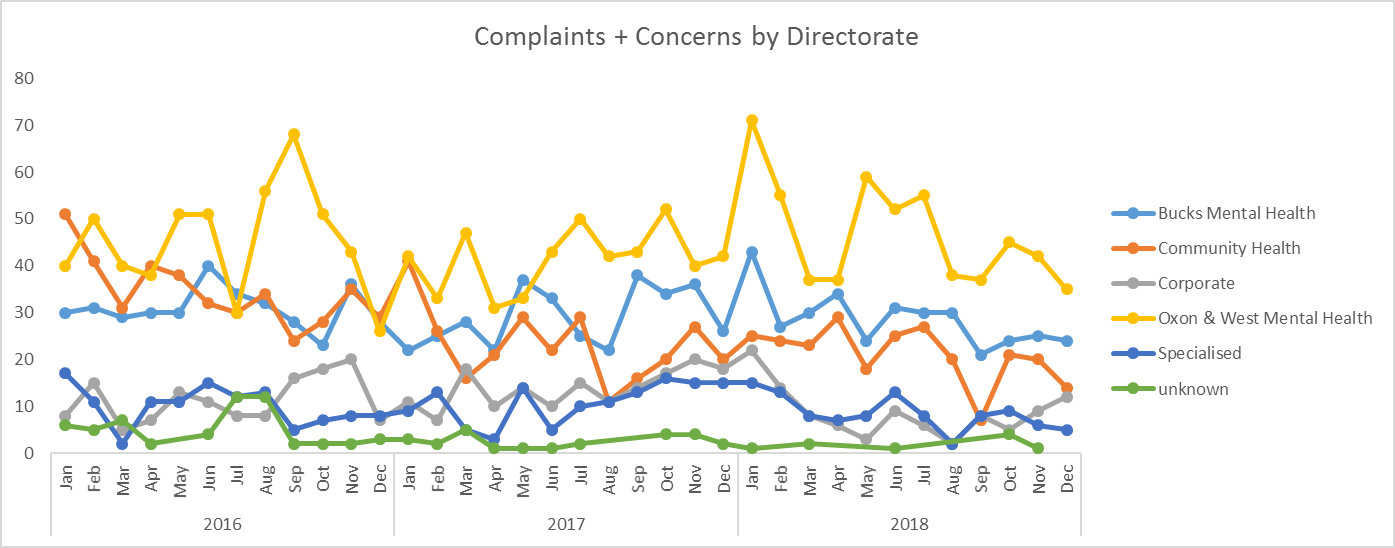 Complaints + Concerns by Directorate
80
70
60
50
40
30
20
10
0
Jan Feb Mar Apr May Jun Jul Aug Sep Oct Nov Dec Jan Feb Mar Apr May Jun Jul Aug Sep Oct Nov Dec Jan Feb Mar Apr May Jun Jul Aug Sep Oct Nov Dec
2016 2017 2018
Bucks Mental Health
Community Health
Corporate
Oxon & West Mental Health
Specialised
unknown